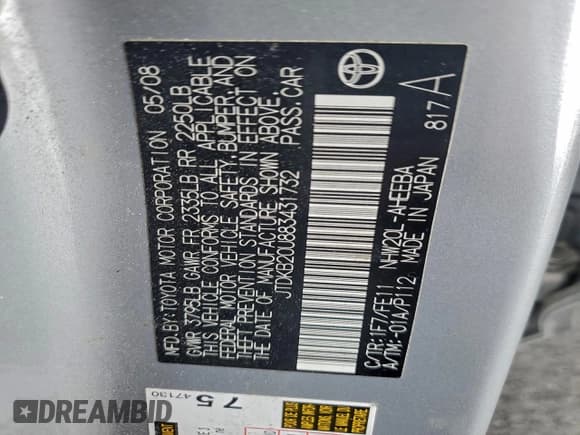 MFD.BY:TOYOTA MOTOR CORPORATION 05/08
GVWR 3795LB GAWR FR 2335LB RR 2250LB
THIS VEHICLE CONFORMS TO ALL APPLICABLE
FEDERAL MOTOR VEHICLE SAFETY, BUMPER, AND
THEFT PREVENTION STANDARDS IN EFFECT ON
THE DATE OF MANUFACTURE SHOWN ABOVE.
JTDKB20U883431732 PASS.CAR
C/TR:1F7/FE11 NHW20L-AHEEBA
A/TM:-01A/P112 MADE IN JAPAN
817A
75
47130
DREAMBID